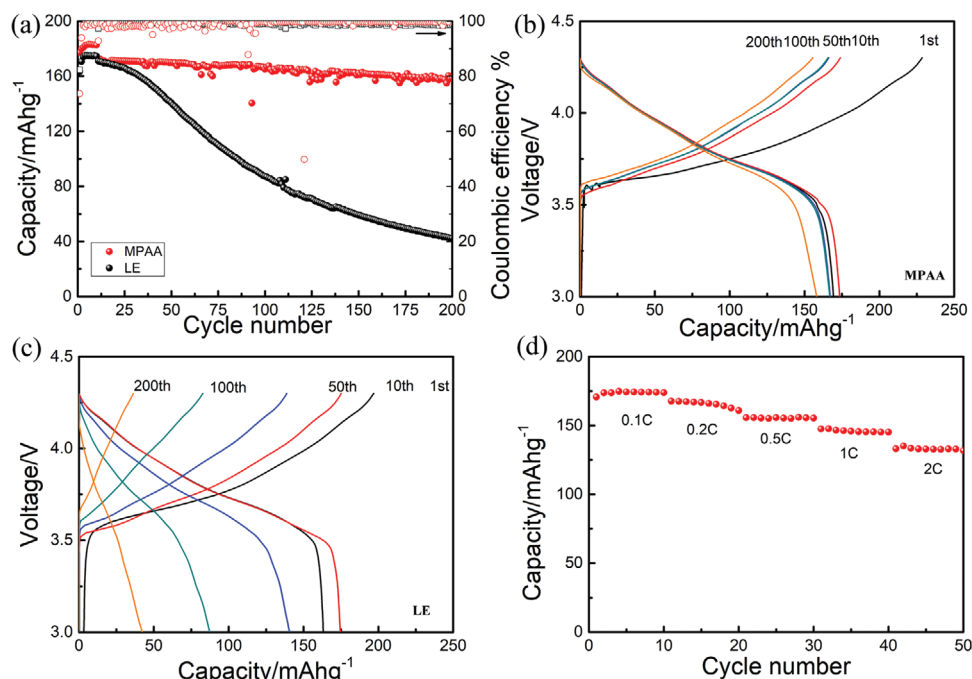 (a)
200
160
120
80
40
0
Capacity/mAhg⁻¹
MPAA
LE
0 25 50 75 100 125 150 175 200
Cycle number
100
80
60
40
20
0
Coulombic efficiency %
(b)
4.5
4.0
3.5
3.0
Voltage/V
200th 100th 50th 10th 1st
MPAA
0 50 100 150 200 250
Capacity/mAhg⁻¹
(c)
4.5
4.0
3.5
3.0
Voltage/V
200th 100th 50th 10th 1st
LE
0 50 100 150 200 250
Capacity/mAhg⁻¹
(d)
200
150
100
50
0
Capacity/mAhg⁻¹
0.1C
0.2C
0.5C
1C
2C
0 10 20 30 40 50
Cycle number